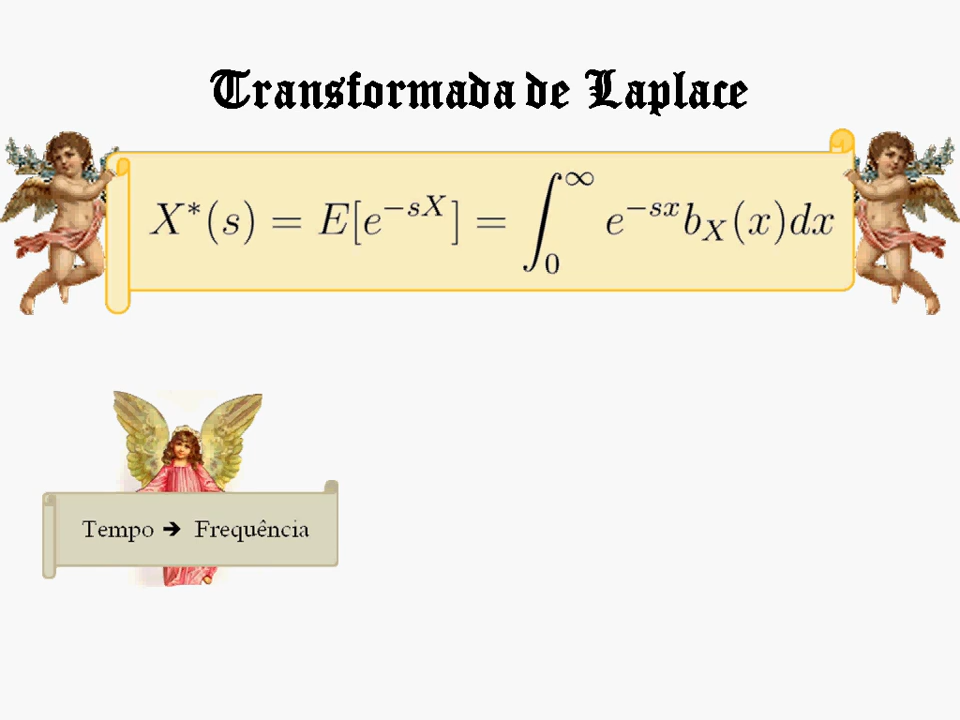 Transformada de Laplace
X*(s) = E[e^{-sX}] = ∫_0^∞ e^{-sx} b_X(x)dx
Tempo ➔ Frequência